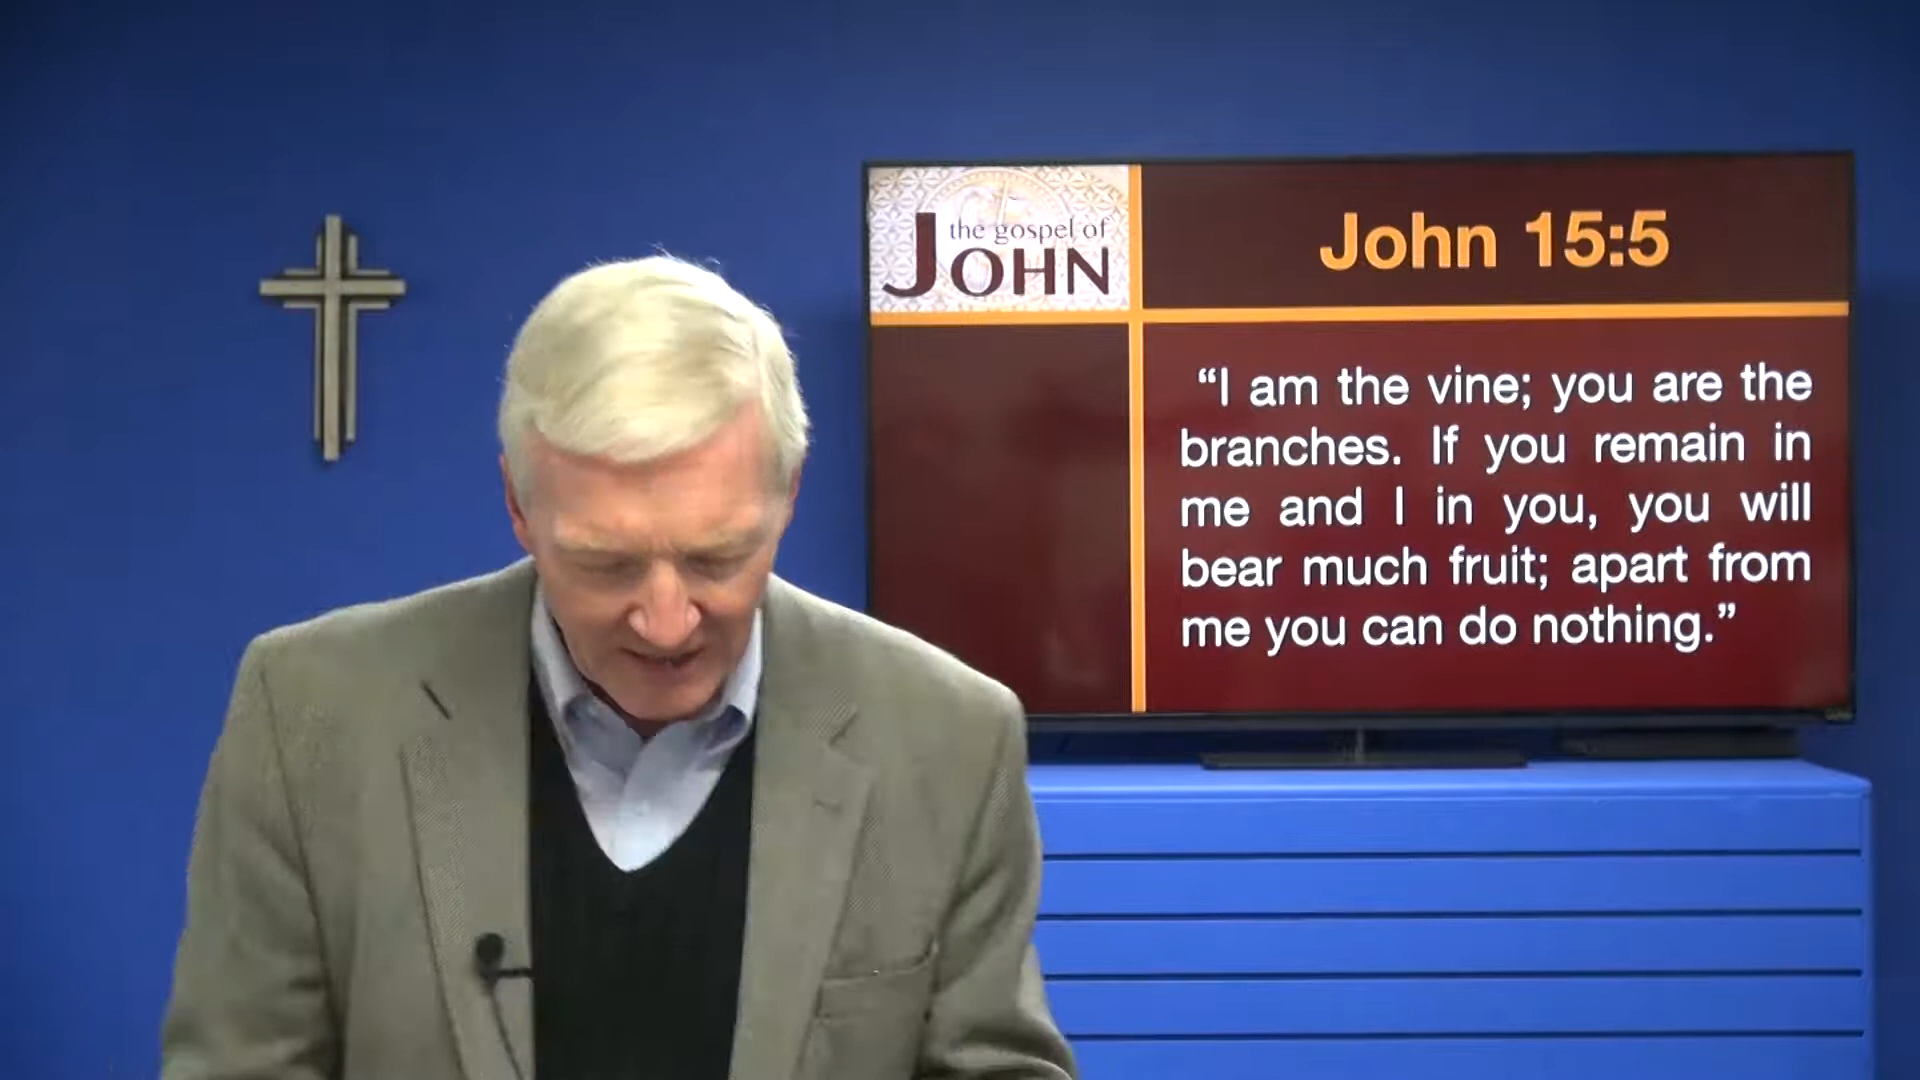 the gospel of
JOHN
John 15:5
“I am the vine; you are the
branches. If you remain in
me and I in you, you will
bear much fruit; apart from
me you can do nothing.”